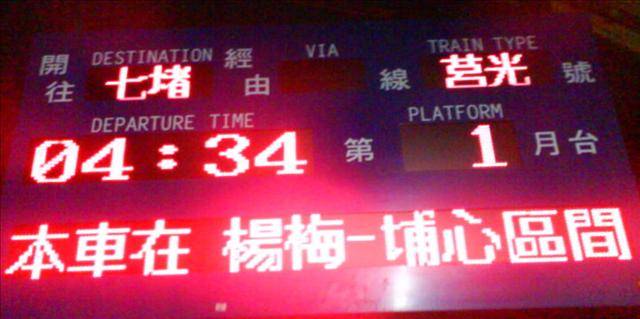 開往 DESTINATION 七堵 經由 VIA 線 TRAIN TYPE 莒光 號
DEPARTURE TIME 04:34 第 PLATFORM 1 月台
本車在 楊梅-埔心區間